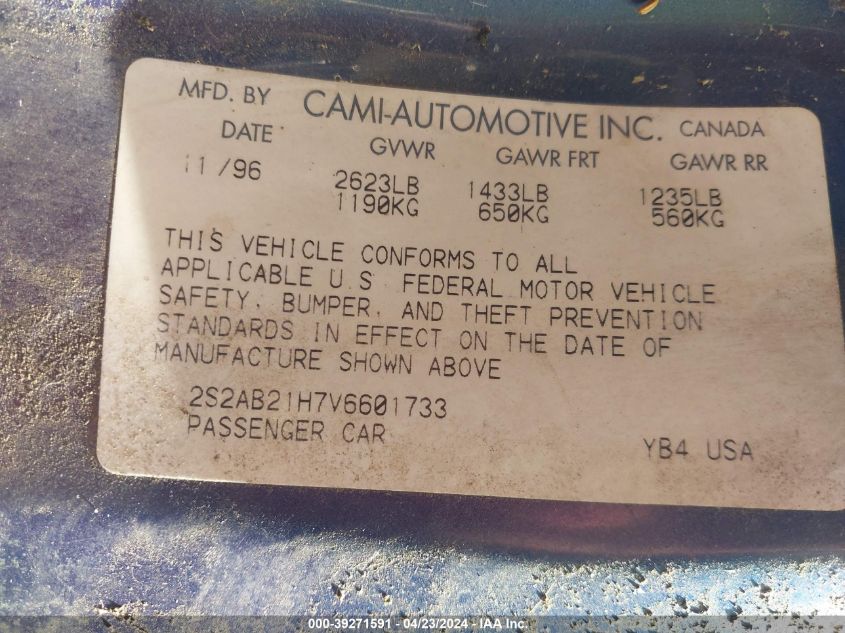 MFD. BY CAMI-AUTOMOTIVE INC. CANADA
DATE GVWR GAWR FRT GAWR RR
11/96 2623LB 1433LB 1235LB
1190KG 650KG 560KG
THIS VEHICLE CONFORMS TO ALL
APPLICABLE U.S FEDERAL MOTOR VEHICLE
SAFETY, BUMPER, AND THEFT PREVENTION
STANDARDS IN EFFECT ON THE DATE OF
MANUFACTURE SHOWN ABOVE
2S2AB21H7V6601733
PASSENGER CAR YB4 USA
000-39271591 - 04/23/2024 - IAA Inc.